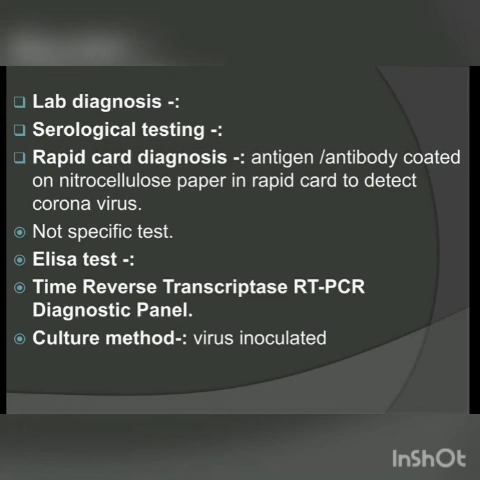 Lab diagnosis -:
Serological testing -:
Rapid card diagnosis -: antigen /antibody coated
on nitrocellulose paper in rapid card to detect
corona virus.
Not specific test.
Elisa test -:
Time Reverse Transcriptase RT-PCR
Diagnostic Panel.
Culture method-: virus inoculated
InShOt